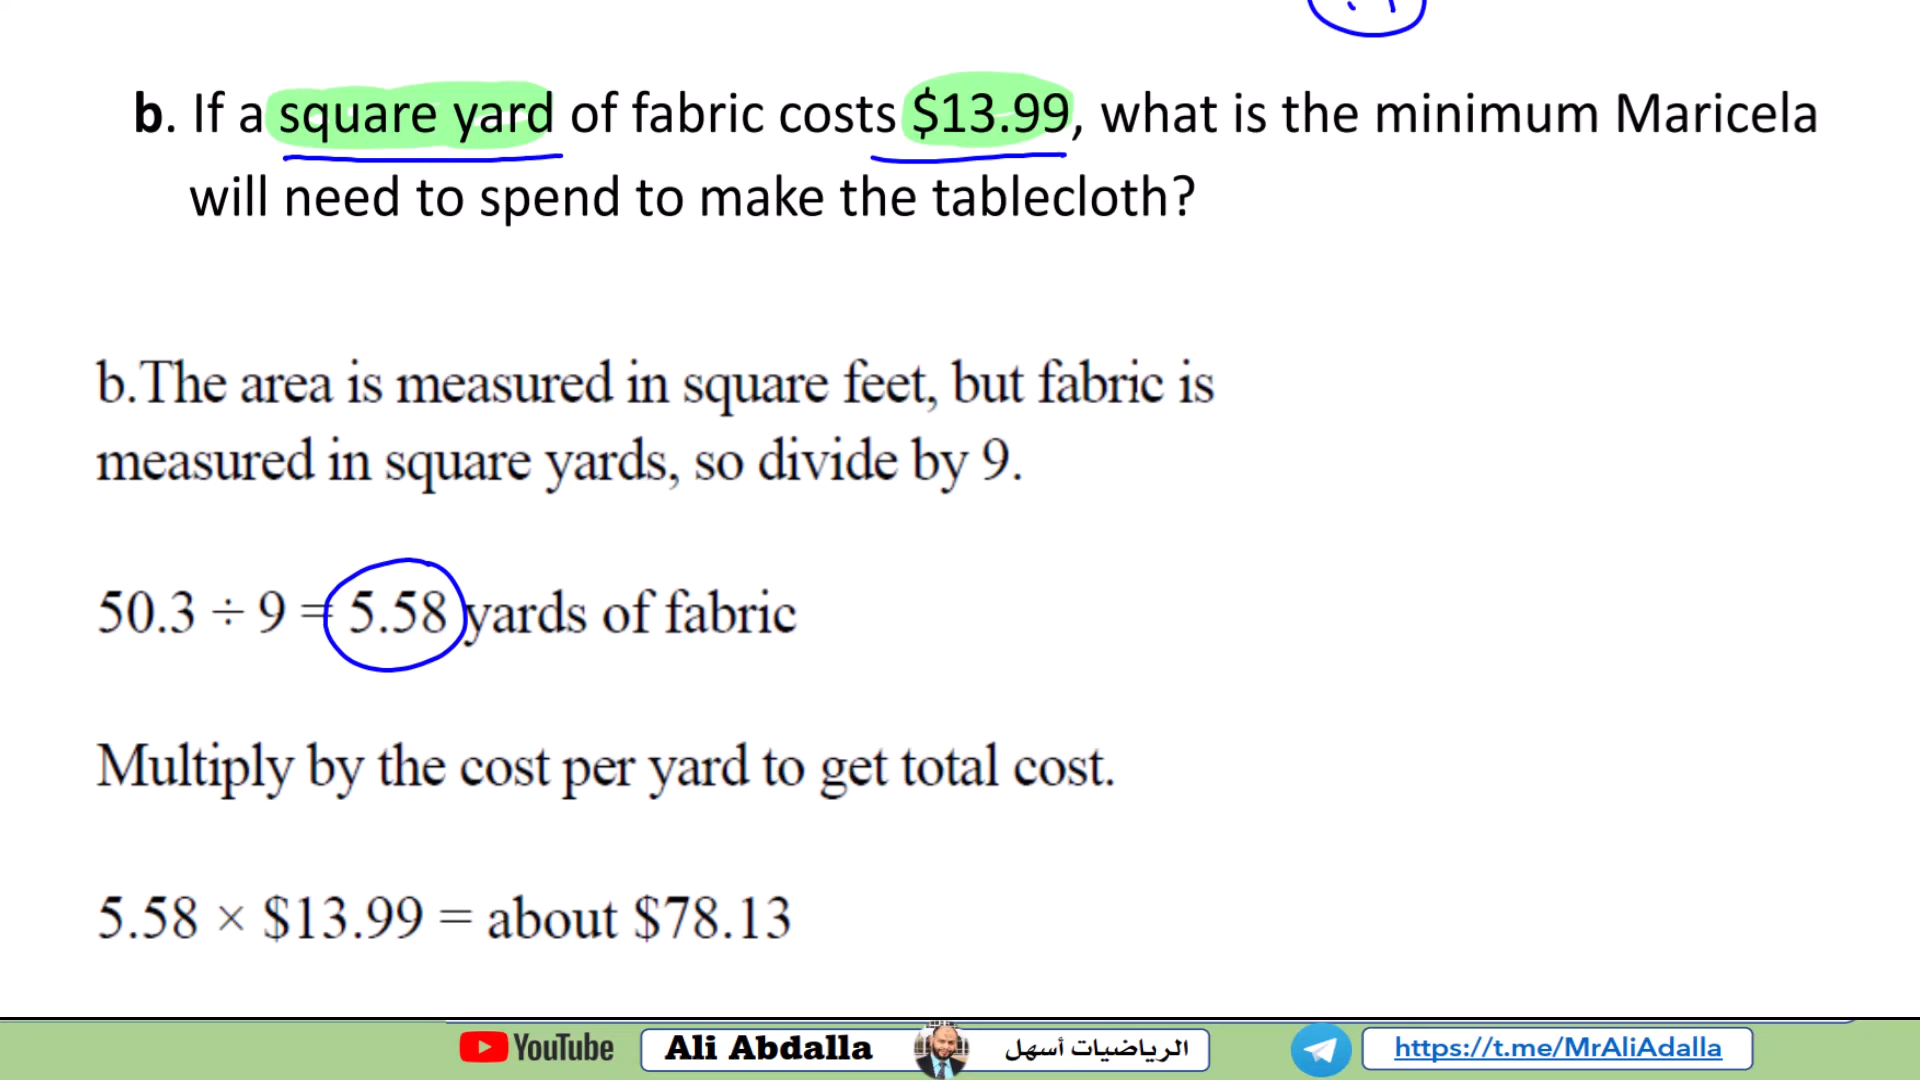 b. If a square yard of fabric costs $13.99, what is the minimum Maricela
will need to spend to make the tablecloth?
b.The area is measured in square feet, but fabric is
measured in square yards, so divide by 9.
50.3 ÷ 9 = 5.58 yards of fabric
Multiply by the cost per yard to get total cost.
5.58 × $13.99 = about $78.13
YouTube
Ali Abdalla
الرياضيات أسهل
https://t.me/MrAliAdalla